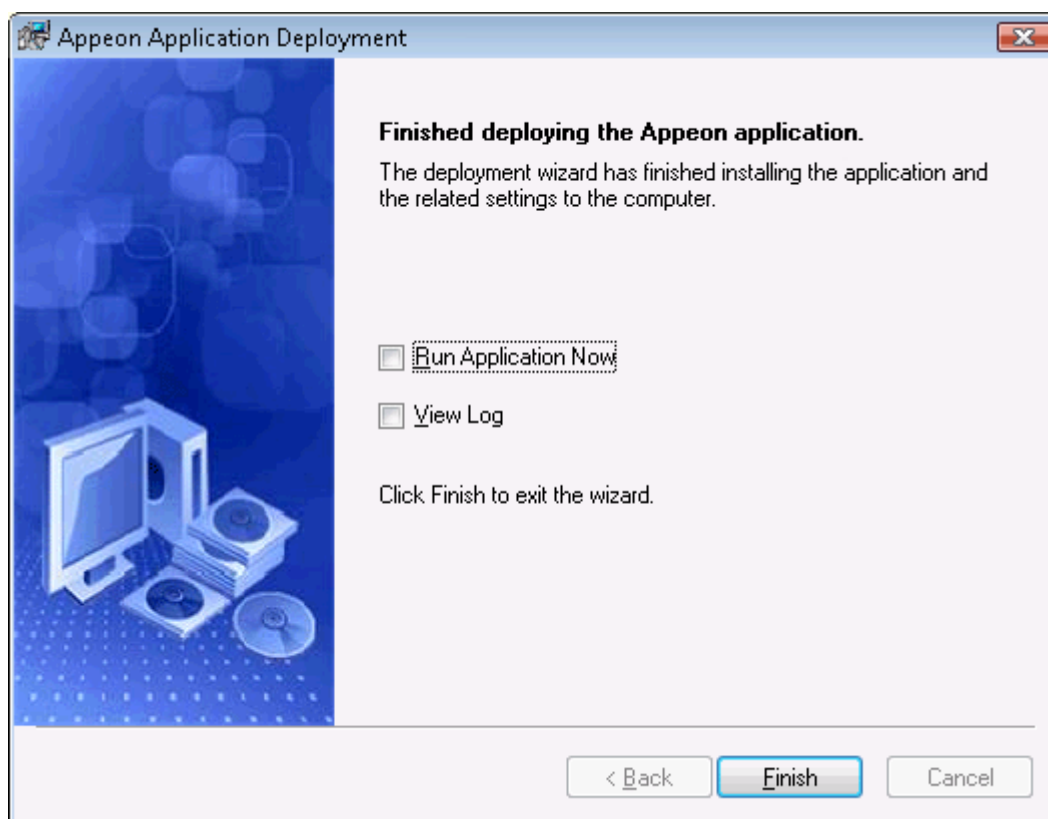 Appeon Application Deployment
Finished deploying the Appeon application.
The deployment wizard has finished installing the application and
the related settings to the computer.
Run Application Now
View Log
Click Finish to exit the wizard.
< Back
Finish
Cancel